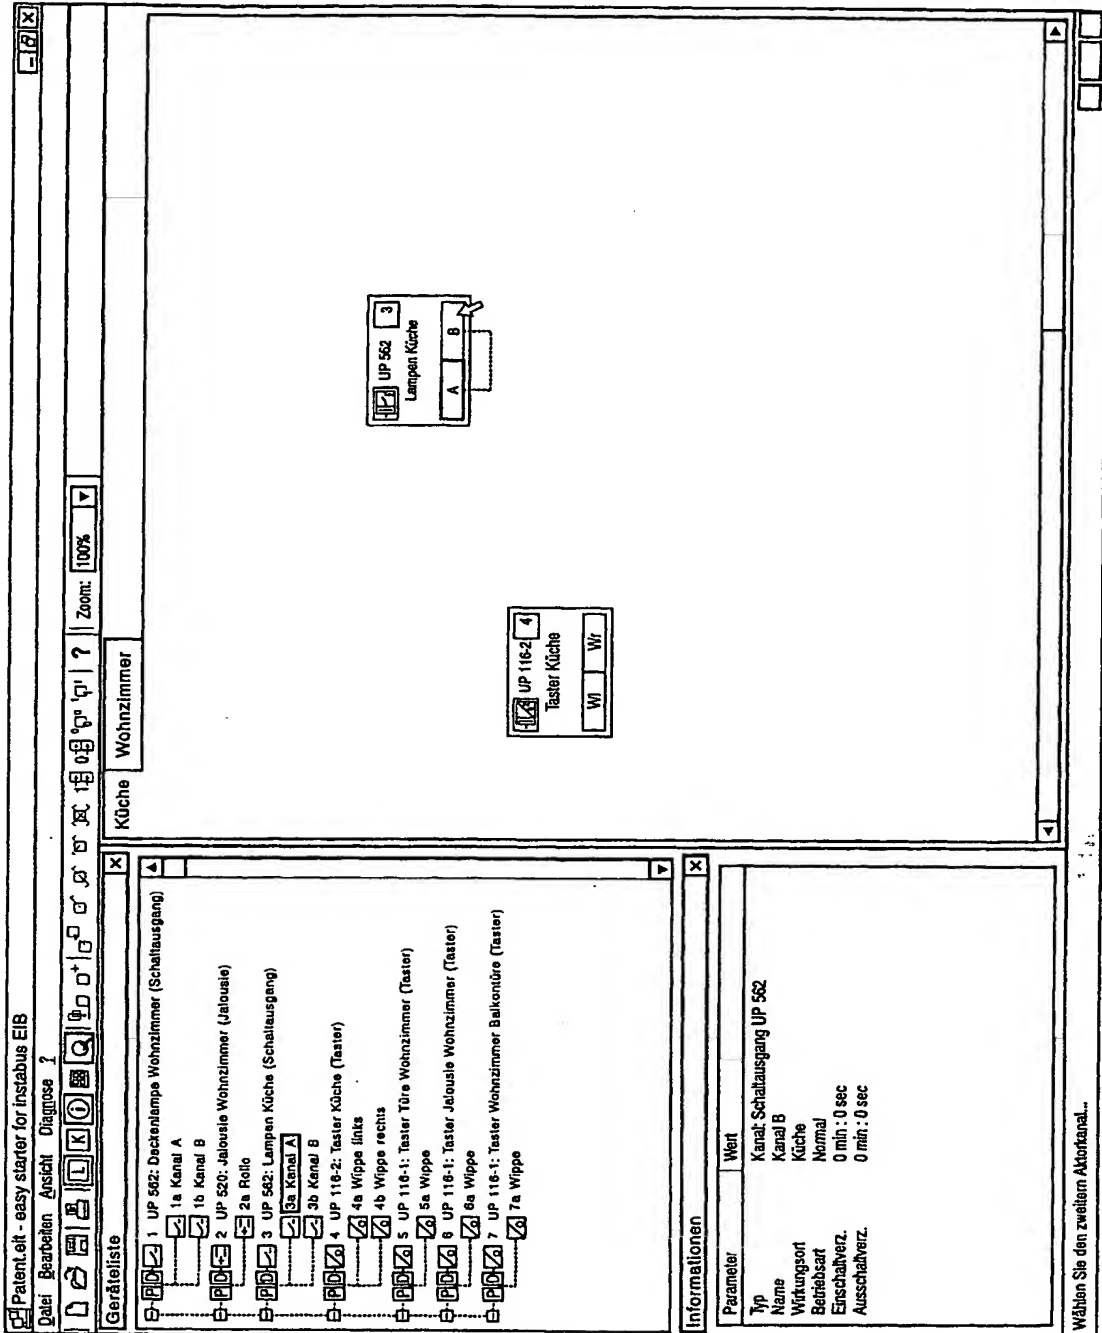 Patent.elt - easy starter for instabus EIB
Datei Bearbeiten Ansicht Diagnose ?
L K i ? Zoom: 100%
Geräteliste
1 UP 562: Deckenlampe Wohnzimmer (Schaltausgang)
1a Kanal A
1b Kanal B
2 UP 520: Jalousie Wohnzimmer (Jalousie)
2a Rollo
3 UP 562: Lampen Küche (Schaltausgang)
3a Kanal A
3b Kanal B
4 UP 116-2: Taster Küche (Taster)
4a Wippe links
4b Wippe rechts
5 UP 116-1: Taster Türe Wohnzimmer (Taster)
5a Wippe
6 UP 116-1: Taster Jalousie Wohnzimmer (Taster)
6a Wippe
7 UP 116-1: Taster Wohnzimmer Balkontüre (Taster)
7a Wippe
Informationen
Parameter Wert
Typ Kanal: Schaltausgang UP 562
Name Kanal B
Wirkungsort Küche
Betriebsart Normal
Einschaltverz. 0 min : 0 sec
Ausschaltverz. 0 min : 0 sec
Küche Wohnzimmer
UP 116-2 4
Taster Küche
Wl Wr
UP 562 3
Lampen Küche
A B
Wählen Sie den zweitern Aktorkanal...